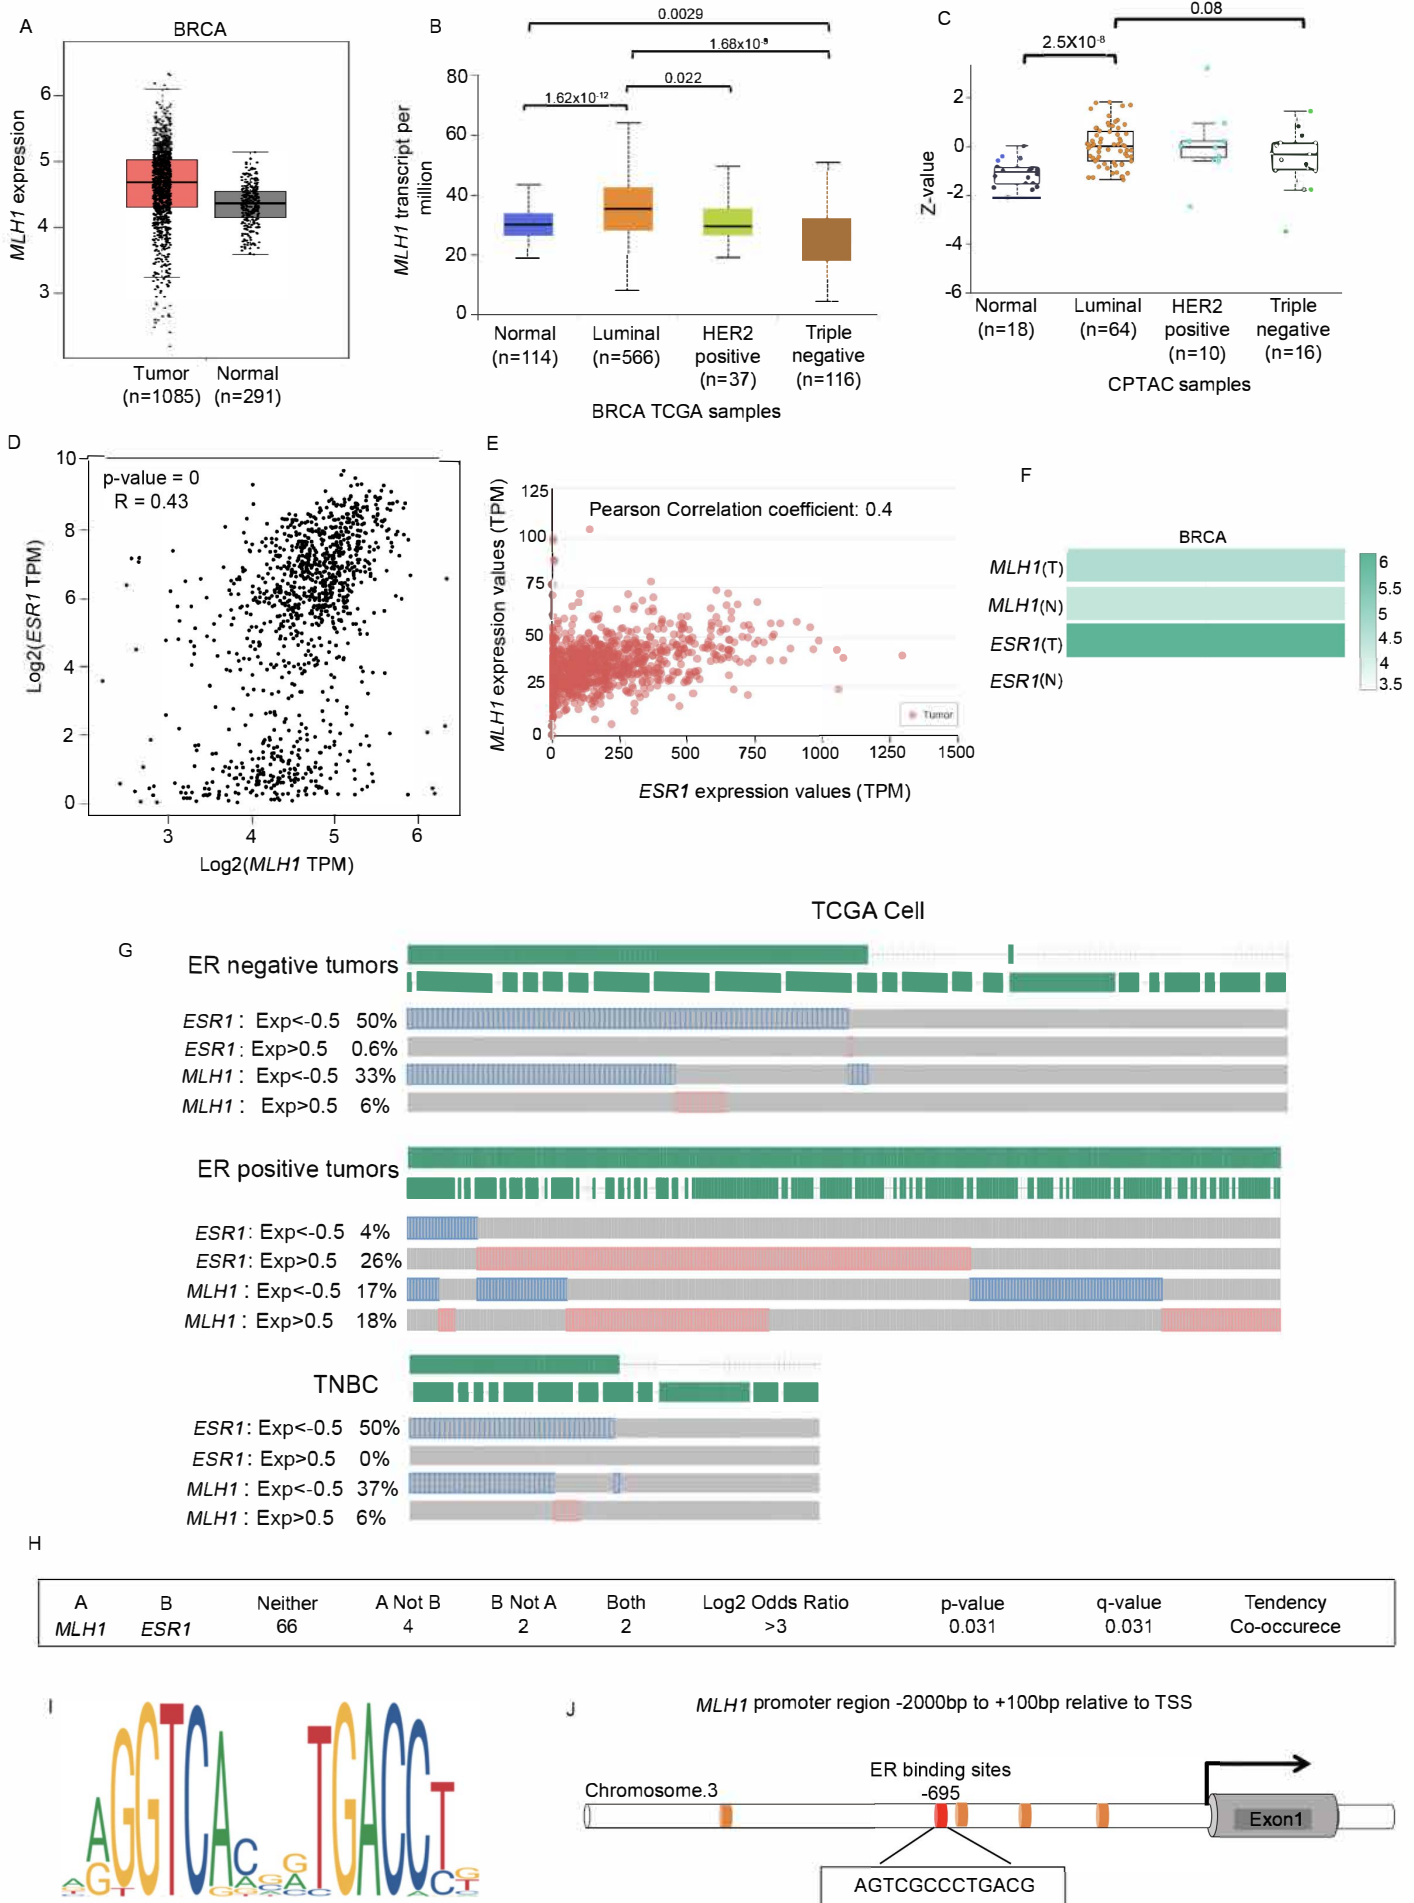 A
BRCA
MLH1 expression
6
5
4
3
Tumor
(n=1085)
Normal
(n=291)
B
0.0029
1.68x10⁻⁹
0.022
1.62x10⁻¹²
MLH1 transcript per
million
80
60
40
20
0
Normal
(n=114)
Luminal
(n=566)
HER2
positive
(n=37)
Triple
negative
(n=116)
BRCA TCGA samples
C
0.08
2.5X10⁻⁸
Z-value
2
0
-2
-4
-6
Normal
(n=18)
Luminal
(n=64)
HER2
positive
(n=10)
Triple
negative
(n=16)
CPTAC samples
D
p-value = 0
R = 0.43
Log2(ESR1 TPM)
10
8
6
4
2
0
3
4
5
6
Log2(MLH1 TPM)
E
Pearson Correlation coefficient: 0.4
MLH1 expression values (TPM)
125
100
75
50
25
0
Tumor
0
250
500
750
1000
1250
1500
ESR1 expression values (TPM)
F
BRCA
MLH1(T)
MLH1(N)
ESR1(T)
ESR1(N)
6
5.5
5
4.5
4
3.5
TCGA Cell
G
ER negative tumors
ESR1: Exp<-0.5 50%
ESR1: Exp>0.5 0.6%
MLH1: Exp<-0.5 33%
MLH1: Exp>0.5 6%
ER positive tumors
ESR1: Exp<-0.5 4%
ESR1: Exp>0.5 26%
MLH1: Exp<-0.5 17%
MLH1: Exp>0.5 18%
TNBC
ESR1: Exp<-0.5 50%
ESR1: Exp>0.5 0%
MLH1: Exp<-0.5 37%
MLH1: Exp>0.5 6%
H
A B Neither A Not B B Not A Both Log2 Odds Ratio p-value q-value Tendency
MLH1 ESR1 66 4 2 2 >3 0.031 0.031 Co-occurece
I
AGGTCAC
TGACCT
J
MLH1 promoter region -2000bp to +100bp relative to TSS
ER binding sites
Chromosome.3
-695
Exon1
AGTCGCCCTGACG